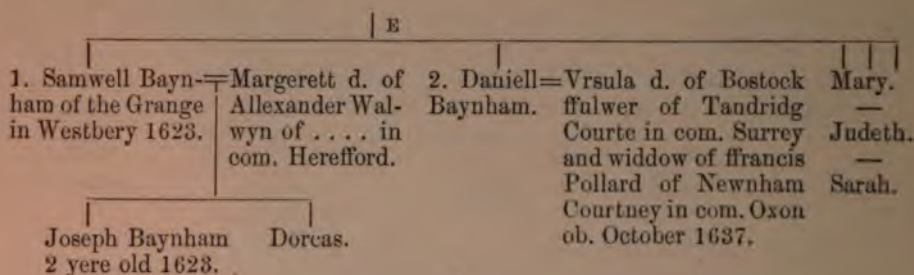 E
1. Samwell Bayn-
ham of the Grange
in Westbery 1623.
Margerett d. of
Allexander Wal-
wyn of . . . . in
com. Herefford.
2. Daniell
Baynham.
Vrsula d. of Bostock
ffulwer of Tandridg
Courte in com. Surrey
and widdow of ffrancis
Pollard of Newnham
Courtney in com. Oxon
ob. October 1637.
Mary.
—
Judeth.
—
Sarah.
Joseph Baynham
2 yere old 1623.
Dorcas.